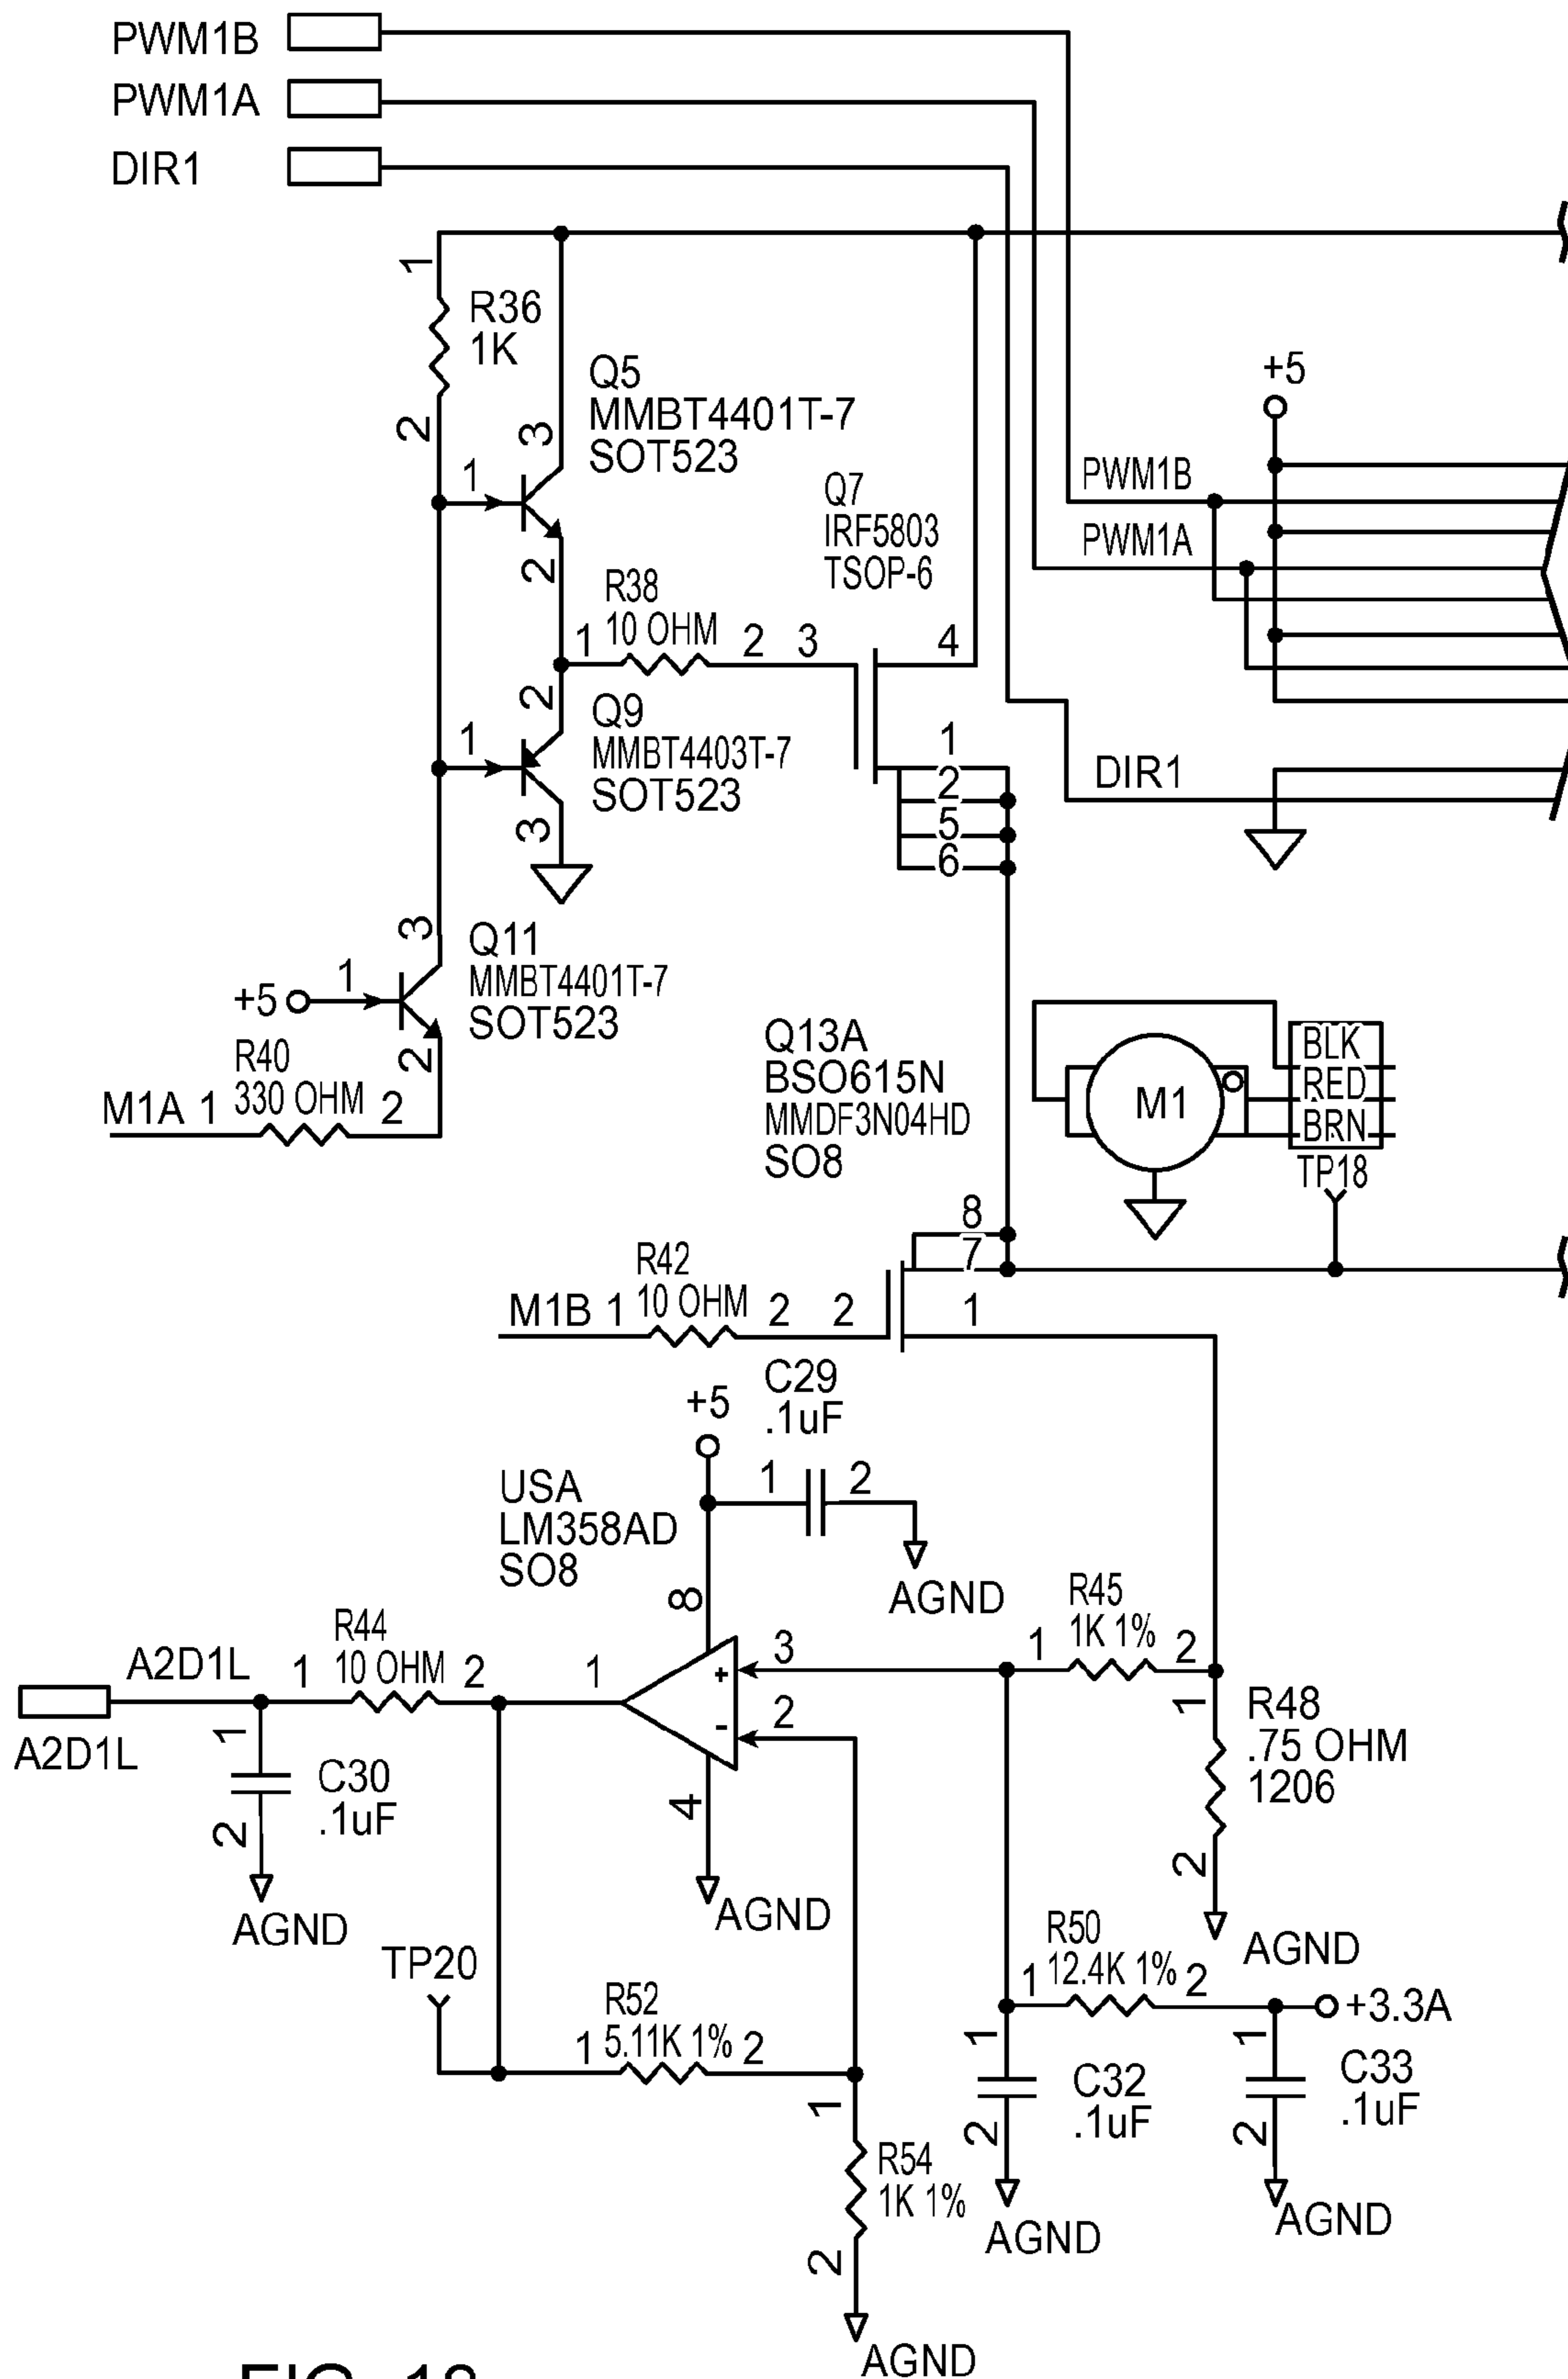 PWM1B
PWM1A
DIR1
1
R36
1K
2
Q5
MMBT4401T-7
SOT523
3
1
2
+5
PWM1B
PWM1A
Q7
IRF5803
TSOP-6
R38
1 10 OHM 2 3
4
2
Q9
MMBT4403T-7
SOT523
1
3
1
2
5
6
DIR1
3
Q11
MMBT4401T-7
SOT523
+5 1
2
R40
M1A 1 330 OHM 2
Q13A
BSO615N
MMDF3N04HD
SO8
M1
BLK
RED
BRN
TP18
8
7
R42
M1B 1 10 OHM 2 2
1
C29
.1uF
+5
1 2
USA
LM358AD
SO8
8
AGND
R45
1 1K 1% 2
3
R44
A2D1L 1 10 OHM 2 1
+
-
2
A2D1L
1
C30
.1uF
2
AGND
4
AGND
1
R48
.75 OHM
1206
2
AGND
TP20
R52
1 5.11K 1% 2
R50
1 12.4K 1% 2
+3.3A
1
C32
.1uF
2
AGND
1
C33
.1uF
2
AGND
1
R54
1K 1%
2
AGND